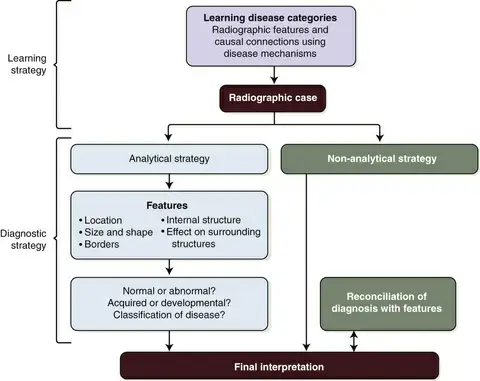 Learning disease categories
Radiographic features and
causal connections using
disease mechanisms
Learning
strategy
Radiographic case
Analytical strategy
Non-analytical strategy
Features
• Location
• Size and shape
• Borders
• Internal structure
• Effect on surrounding
structures
Diagnostic
strategy
Normal or abnormal?
Acquired or developmental?
Classification of disease?
Reconciliation of
diagnosis with features
Final interpretation